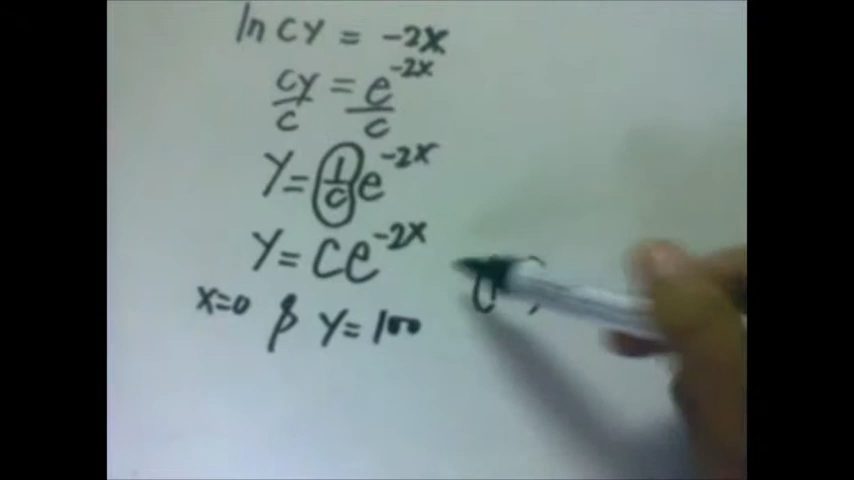 ln cy = -2x
cy/c = e^-2x/c
y = 1/c e^-2x
y = ce^-2x
x=0 & y=100